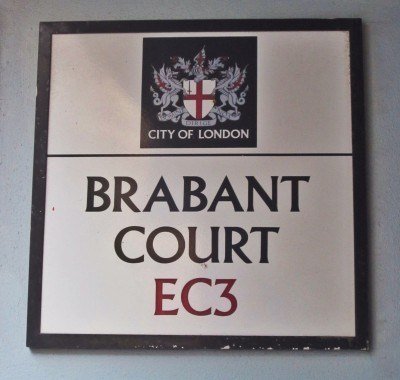 CITY OF LONDON
BRABANT
COURT
EC3